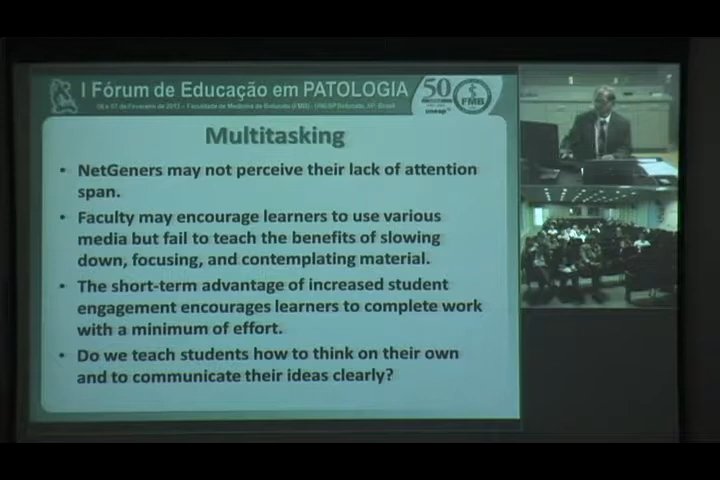 I Fórum de Educação em PATOLOGIA
50
FMB
unesp
Multitasking
• NetGeners may not perceive their lack of attention
span.
• Faculty may encourage learners to use various
media but fail to teach the benefits of slowing
down, focusing, and contemplating material.
• The short-term advantage of increased student
engagement encourages learners to complete work
with a minimum of effort.
• Do we teach students how to think on their own
and to communicate their ideas clearly?